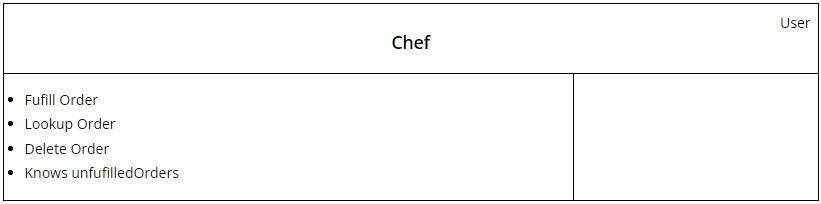 User
Chef
Fufill Order
Lookup Order
Delete Order
Knows unfufilledOrders